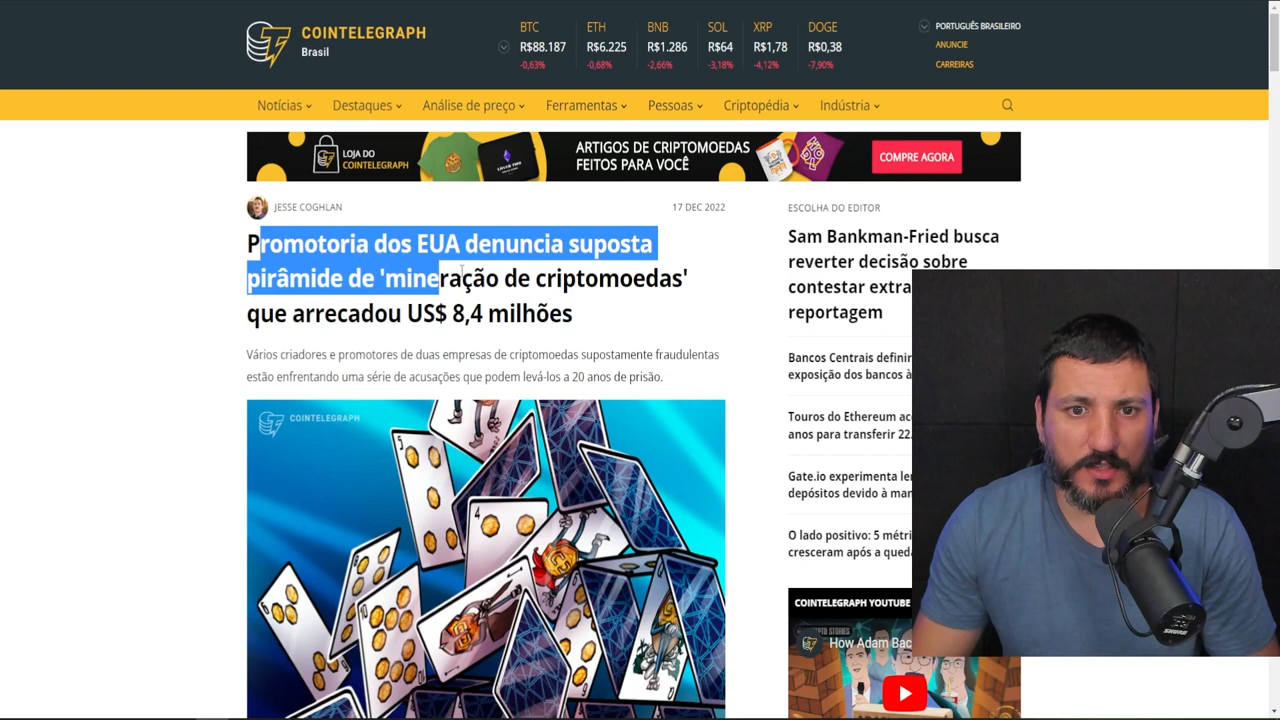 COINTELEGRAPH
Brasil
BTC
R$88.187
-0,63%
ETH
R$6.225
-0,68%
BNB
R$1.286
-2,66%
SOL
R$64
-3,18%
XRP
R$1,78
-4,12%
DOGE
R$0,38
-7,90%
PORTUGUÊS BRASILEIRO
ANUNCIE
CARREIRAS
Notícias
Destaques
Análise de preço
Ferramentas
Pessoas
Criptopédia
Indústria
LOJA DO
COINTELEGRAPH
ARTIGOS DE CRIPTOMOEDAS
FEITOS PARA VOCÊ
COMPRE AGORA
JESSE COGHLAN
17 DEC 2022
Promotoria dos EUA denuncia suposta
pirâmide de 'mineração de criptomoedas'
que arrecadou US$ 8,4 milhões
Vários criadores e promotores de duas empresas de criptomoedas supostamente fraudulentas
estão enfrentando uma série de acusações que podem levá-los a 20 anos de prisão.
COINTELEGRAPH
ESCOLHA DO EDITOR
Sam Bankman-Fried busca
reverter decisão sobre
contestar extra
reportagem
Bancos Centrais definir
exposição dos bancos à
Touros do Ethereum ac
anos para transferir 22.
Gate.io experimenta le
depósitos devido à mar
O lado positivo: 5 métri
cresceram após a queda
COINTELEGRAPH YOUTUBE
How Adam Bac
SHURE